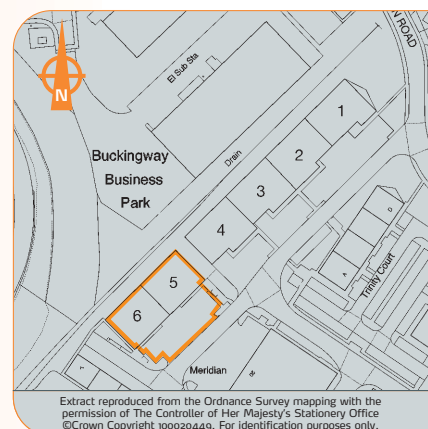 N ROAD
El Sub Sta
N
1
Drain
2
Buckingway
Business
Park
3
4
5
6
A
D
Trinity Court
Meridian
Extract reproduced from the Ordnance Survey mapping with the
permission of The Controller of Her Majesty's Stationery Office
©Crown Copyright 100020449. For identification purposes only.